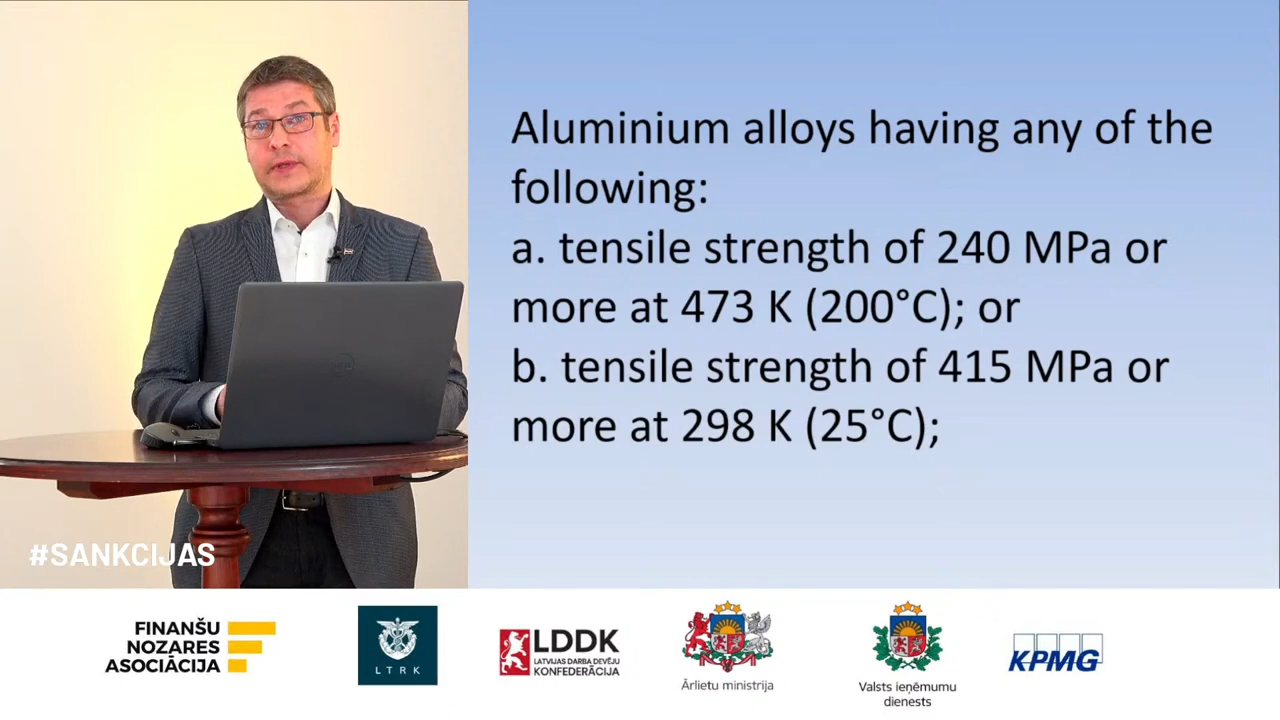 Aluminium alloys having any of the
following:
a. tensile strength of 240 MPa or
more at 473 K (200°C); or
b. tensile strength of 415 MPa or
more at 298 K (25°C);
#SANKCIJAS
FINANŠU
NOZARES
ASOCIĀCIJA
LTRK
LDDK
LATVIJAS DARBA DEVĒJU
KONFEDERĀCIJA
Ārlietu ministrija
Valsts ieņēmumu
dienests
KPMG